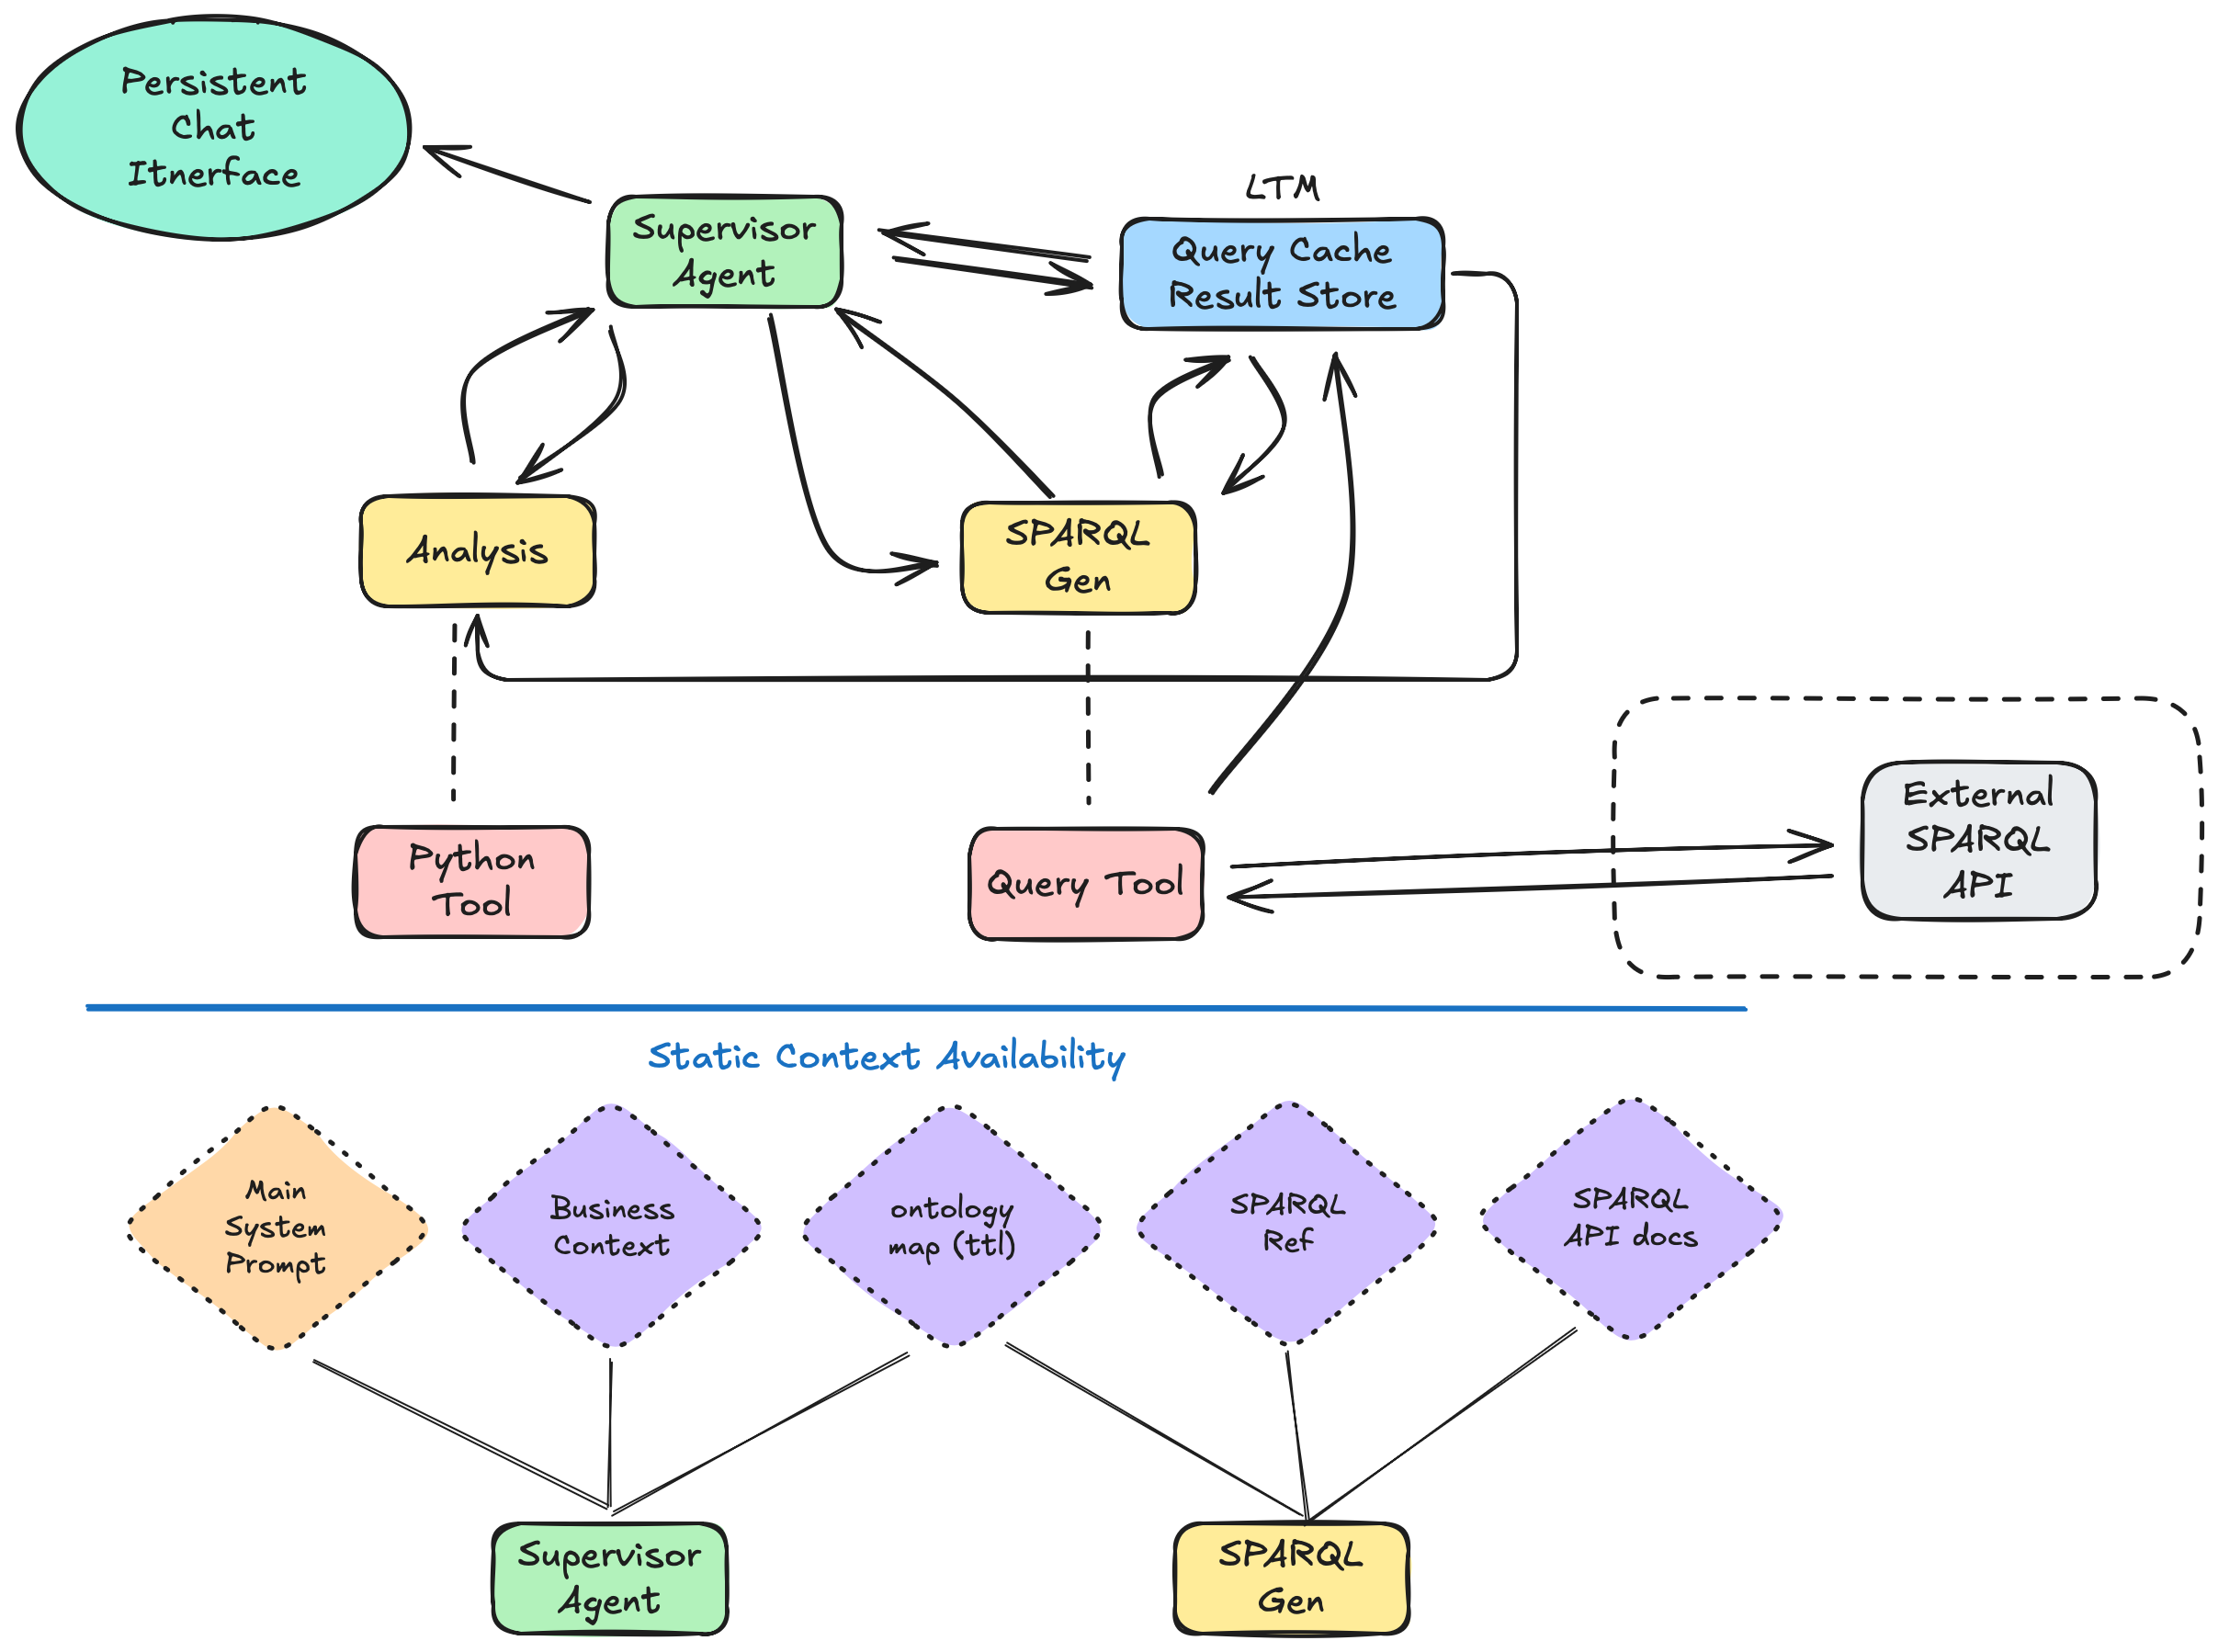 Persistent
Chat
Itnerface
Supervisor
Agent
LTM
Query Cache
Result Store
Analysis
SPARQL
Gen
Python
Tool
Query Tool
External
SPARQL
API
Static Context Availability
Main
System
Prompt
Business
Context
ontology
map (ttl)
SPARQL
Ref
SPARQL
API docs
Supervisor
Agent
SPARQL
Gen